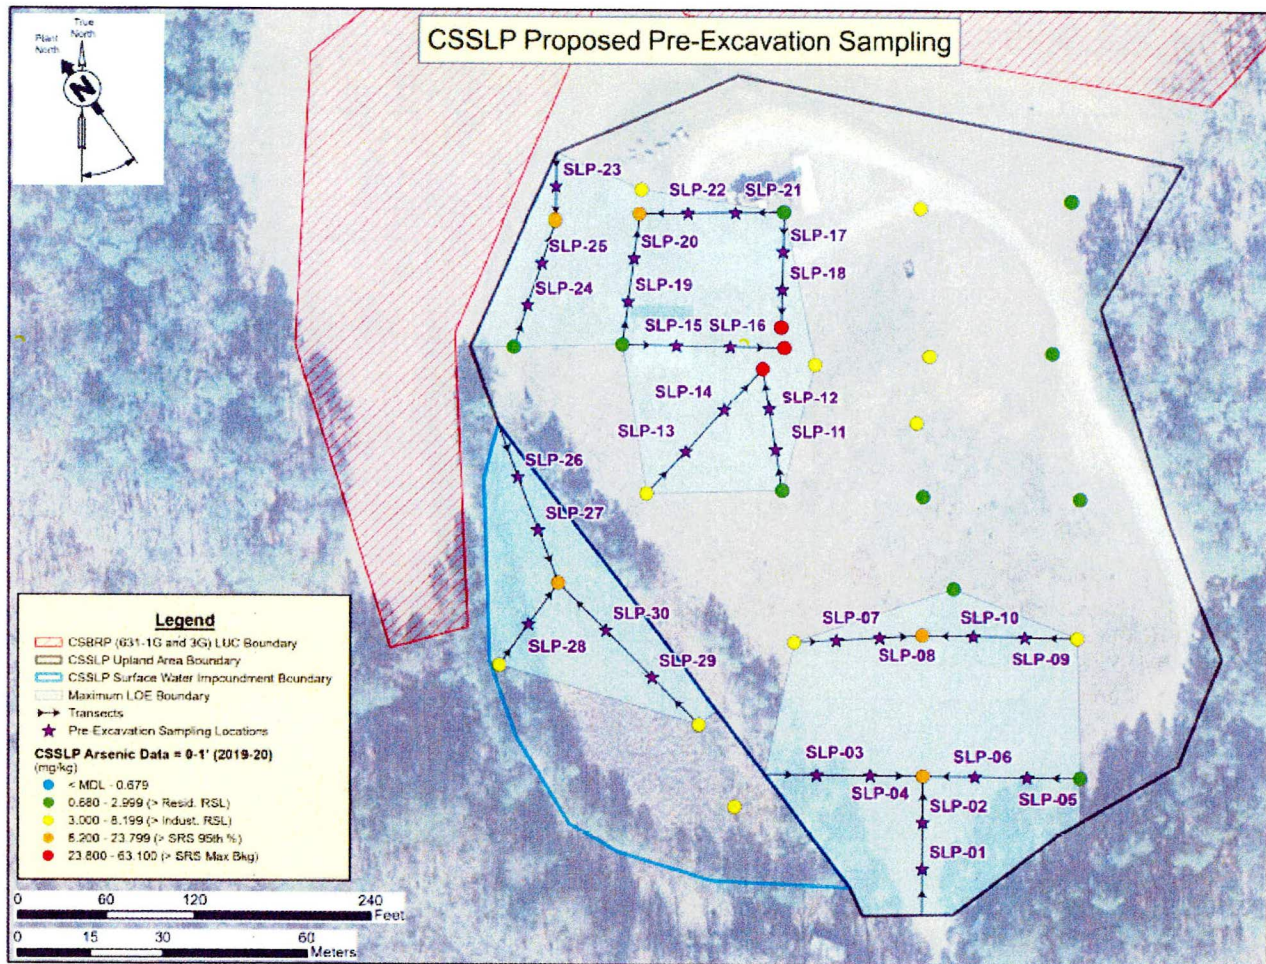 CSSLP Proposed Pre-Excavation Sampling
True
North
Plant
North
N
SLP-23
SLP-22
SLP-21
SLP-20
SLP-17
SLP-25
SLP-18
SLP-24
SLP-19
SLP-15
SLP-16
SLP-14
SLP-12
SLP-13
SLP-11
SLP-26
SLP-27
SLP-30
SLP-28
SLP-29
SLP-07
SLP-10
SLP-08
SLP-09
SLP-03
SLP-06
SLP-04
SLP-05
SLP-02
SLP-01
Legend
CSBRP (631-1G and 3G) LUC Boundary
CSSLP Upland Area Boundary
CSSLP Surface Water Impoundment Boundary
Maximum LOE Boundary
Transects
Pre Excavation Sampling Locations
CSSLP Arsenic Data = 0-1' (2019-20)
(mg/kg)
< MDL - 0.679
0.680 - 2.999 (> Resid. RSL)
3.000 - 8.199 (> Indust. RSL)
8.200 - 23.799 (> SRS 95th %)
23.800 - 63.100 (> SRS Max Bkg)
0 60 120 240
Feet
0 15 30 60
Meters